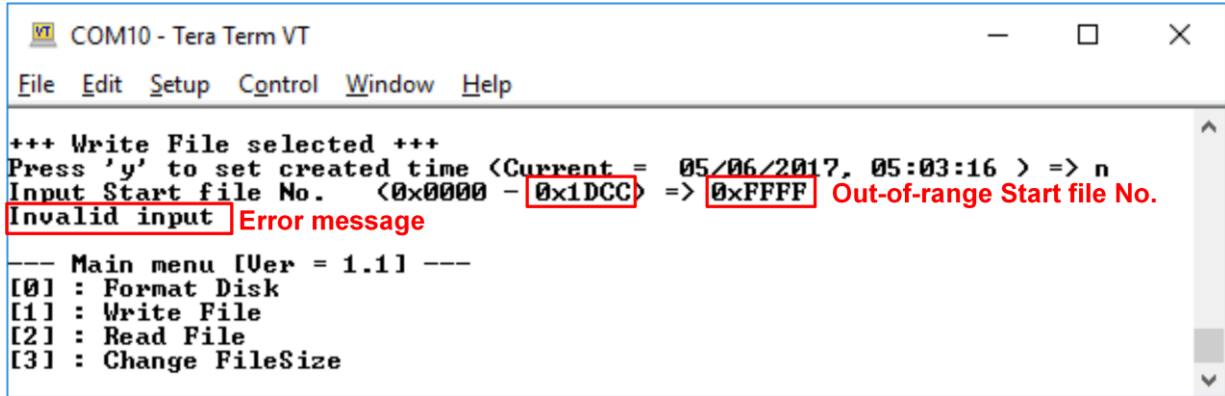 VT COM10 - Tera Term VT
File Edit Setup Control Window Help
+++ Write File selected +++
Press 'y' to set created time (Current = 05/06/2017, 05:03:16 ) => n
Input Start file No. (0x0000 - 0x1DCC) => 0xFFFF Out-of-range Start file No.
Invalid input Error message
--- Main menu [Ver = 1.1] ---
[0] : Format Disk
[1] : Write File
[2] : Read File
[3] : Change FileSize